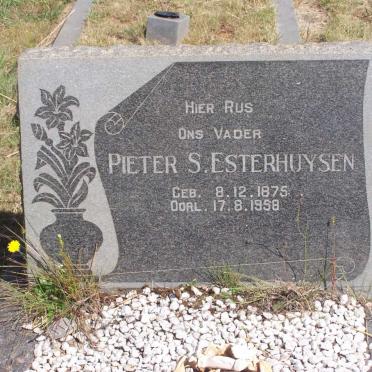 HIER RUS
ONS VADER
PIETER S. ESTERHUYSEN
GEB. 8.12.1875
OORL. 17.8.1958